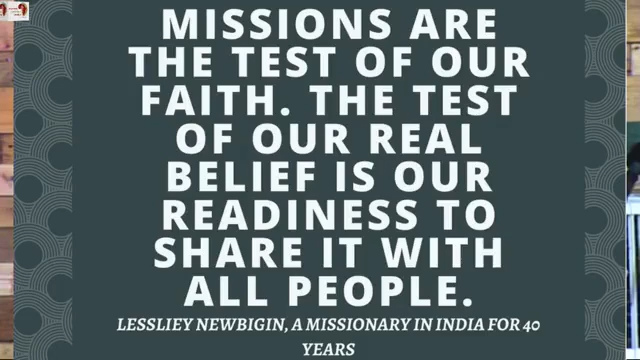 MISSIONS ARE
THE TEST OF OUR
FAITH. THE TEST
OF OUR REAL
BELIEF IS OUR
READINESS TO
SHARE IT WITH
ALL PEOPLE.
LESSLIEY NEWBIGIN, A MISSIONARY IN INDIA FOR 40
YEARS